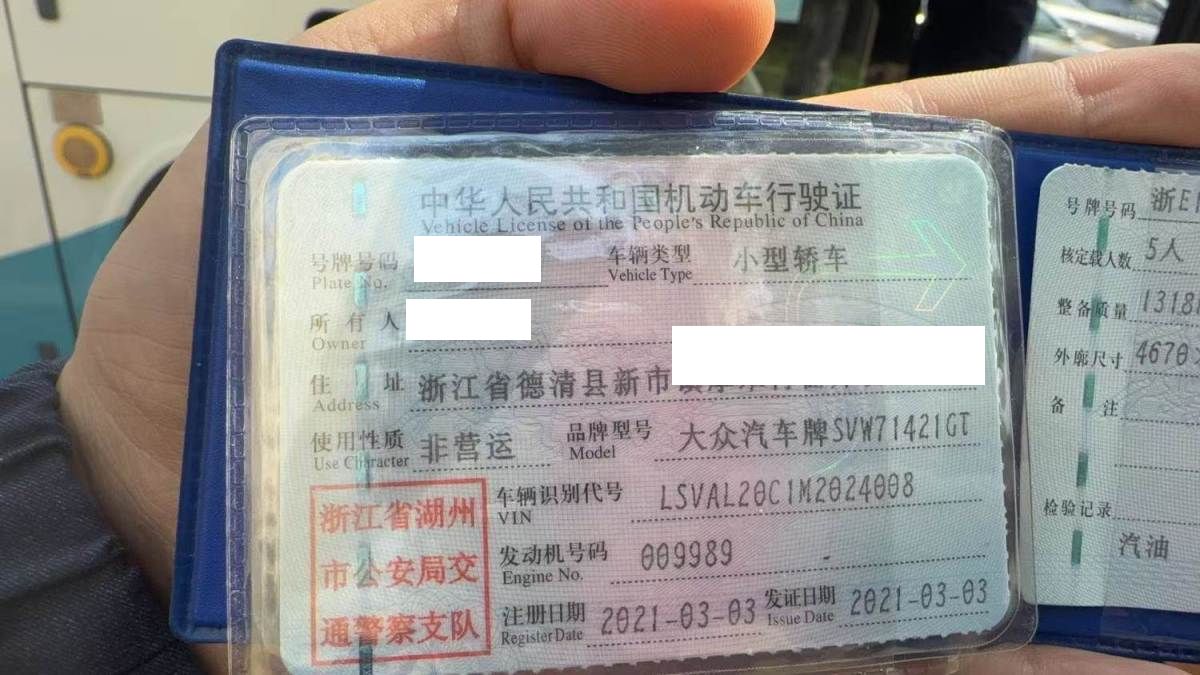 中华人民共和国机动车行驶证
Vehicle License of the People's Republic of China
号牌号码
Plate No.
车辆类型 小型轿车
Vehicle Type
所有人
Owner
住址 浙江省德清县新市
Address
使用性质 非营运
Use Character
品牌型号 大众汽车牌SVW71421GT
Model
浙江省湖州
市公安局交
通警察支队
车辆识别代号 LSVAL20C1M2024008
VIN
发动机号码 009989
Engine No.
注册日期 2021-03-03
Register Date
发证日期 2021-03-03
Issue Date
号牌号码 浙E
核定载人数 5人
整备质量 1318
外廓尺寸 4670
备注
检验记录
汽油